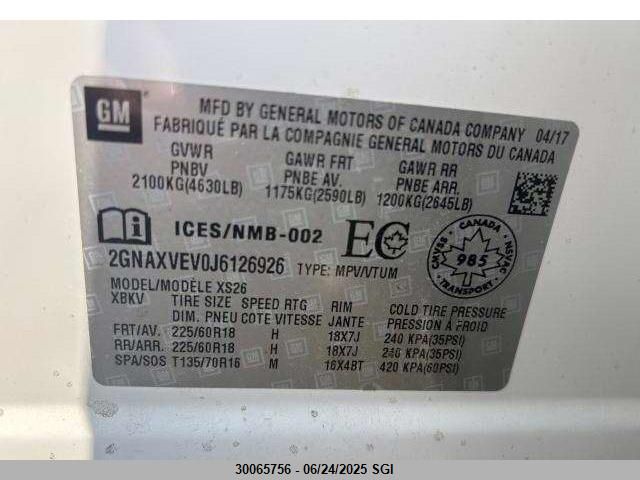 GM
MFD BY GENERAL MOTORS OF CANADA COMPANY 04/17
FABRIQUÉ PAR LA COMPAGNIE GENERAL MOTORS DU CANADA
GVWR GAWR FRT GAWR RR
PNBV PNBE AV. PNBE ARR.
2100KG(4630LB) 1175KG(2590LB) 1200KG(2645LB)
ICES/NMB-002 EC
CANADA
CMVSS 985 NSVAC
TRANSPORT
2GNAXVEV0J6126926 TYPE: MPV/VTUM
MODEL/MODÈLE XS26
XBKV TIRE SIZE SPEED RTG RIM COLD TIRE PRESSURE
DIM. PNEU COTE VITESSE JANTE PRESSION À FROID
FRT/AV. 225/60R18 H 18X7J 240 KPA(35PSI)
RR/ARR. 225/60R18 H 18X7J 240 KPA(35PSI)
SPA/SOS T135/70R16 M 16X4BT 420 KPA(60PSI)
30065756 - 06/24/2025 SGI